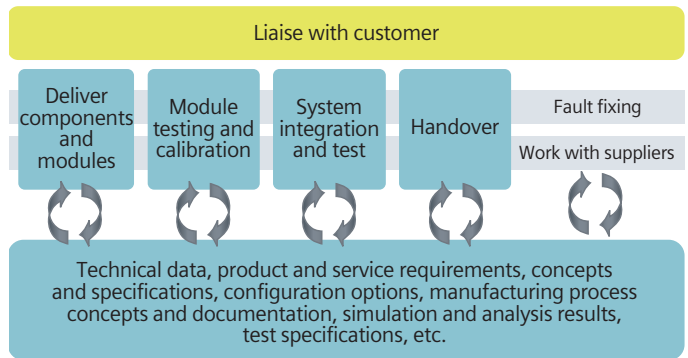 Liaise with customer
Deliver
components
and
modules
Module
testing and
calibration
System
integration
and test
Handover
Fault fixing
Work with suppliers
Technical data, product and service requirements, concepts
and specifications, configuration options, manufacturing process
concepts and documentation, simulation and analysis results,
test specifications, etc.